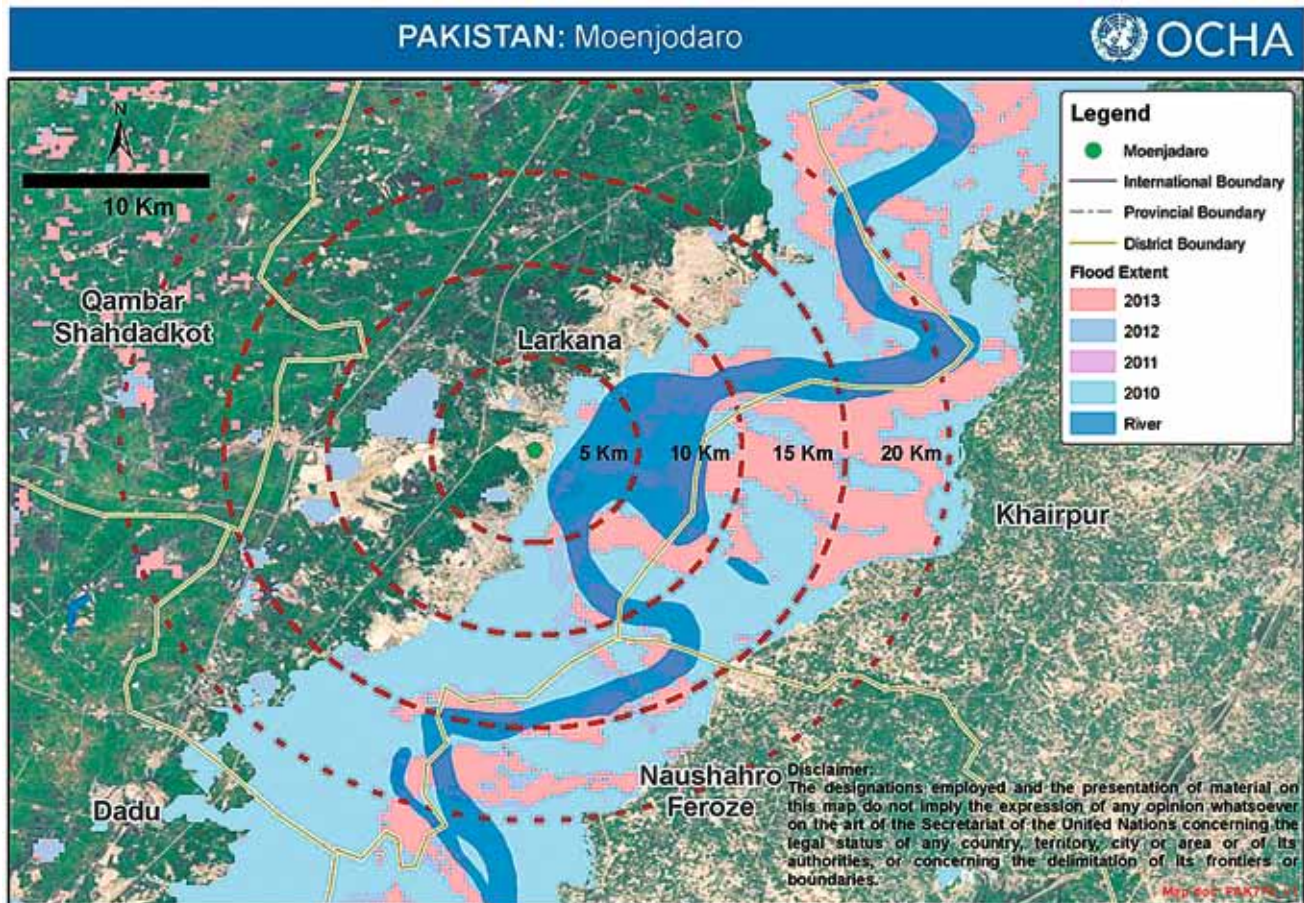 PAKISTAN: Moenjodaro
OCHA
N
10 Km
Legend
Moenjadaro
International Boundary
Provincial Boundary
District Boundary
Flood Extent
2013
2012
2011
2010
River
Qambar
Shahdadkot
Larkana
5 Km 10 Km 15 Km 20 Km
Khairpur
Naushahro
Feroze
Dadu
Disclaimer:
The designations employed and the presentation of material on
this map do not imply the expression of any opinion whatsoever
on the art of the Secretariat of the United Nations concerning the
legal status of any country, territory, city or area or of its
authorities, or concerning the delimitation of its frontiers or
boundaries.
Map doc: